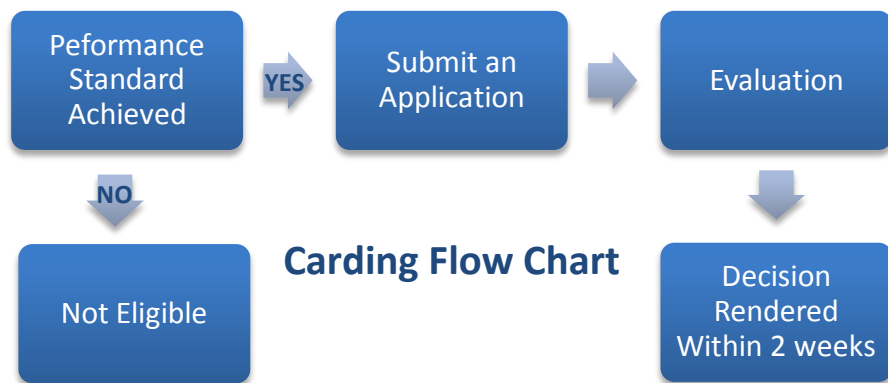 Peformance
Standard
Achieved
YES
Submit an
Application
Evaluation
NO
Not Eligible
Carding Flow Chart
Decision
Rendered
Within 2 weeks